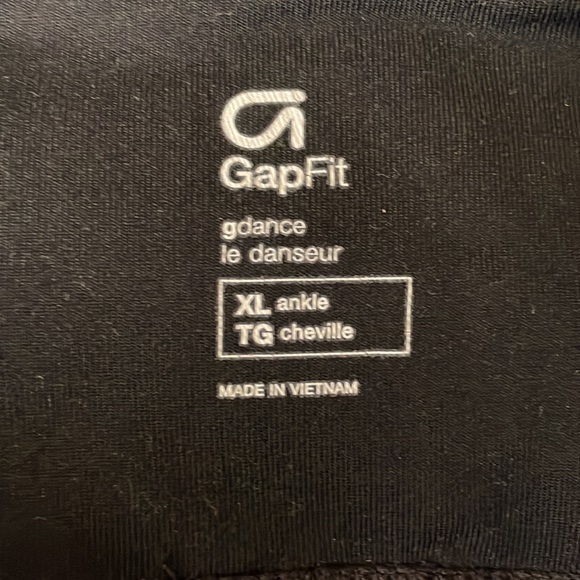 GapFit
gdance
le danseur
XL ankle
TG cheville
MADE IN VIETNAM